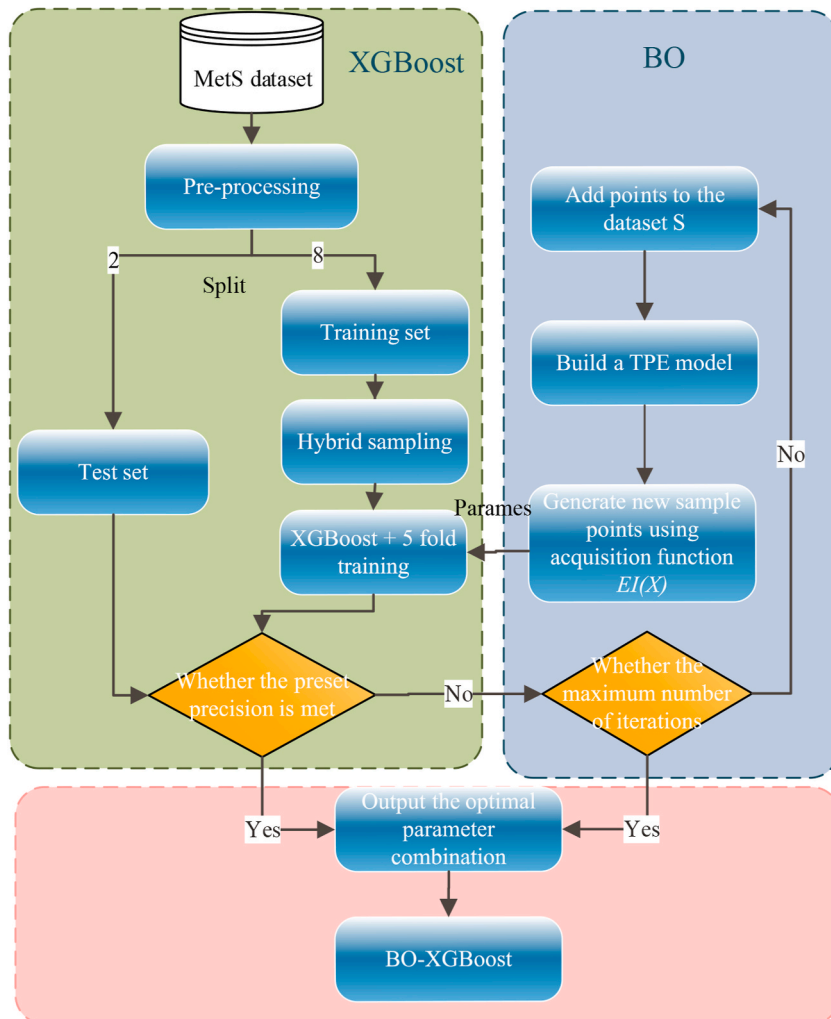 XGBoost
BO
MetS dataset
Pre-processing
2
8
Split
Training set
Hybrid sampling
Test set
XGBoost + 5 fold
training
Parames
Add points to the
dataset S
Build a TPE model
Generate new sample
points using
acquisition function
EI(X)
No
Whether the preset
precision is met
No
Whether the
maximum number
of iterations
Yes
Output the optimal
parameter
combination
Yes
BO-XGBoost